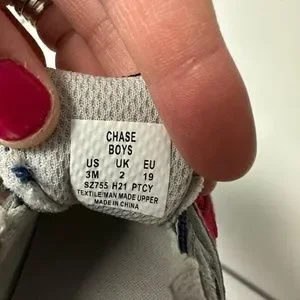 CHASE
BOYS
US UK EU
3M 2 19
SZ755 H21 PTCY
TEXTILE/MAN MADE UPPER
MADE IN CHINA